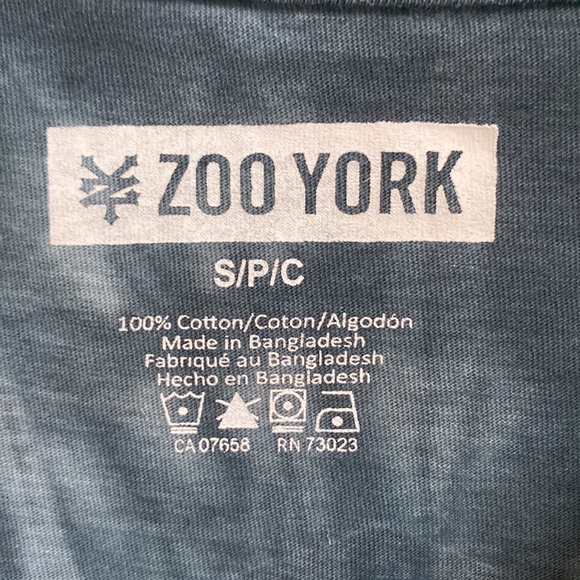 ZOO YORK
S/P/C
100% Cotton/Coton/Algodón
Made in Bangladesh
Fabriqué au Bangladesh
Hecho en Bangladesh
CA 07658 RN 73023